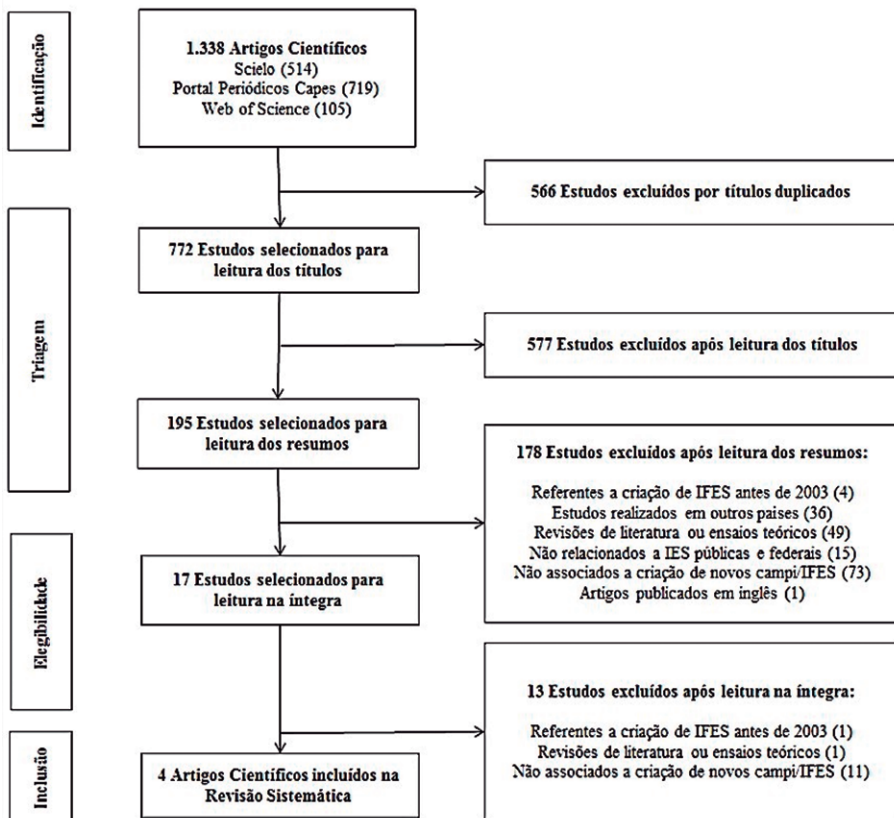 Identificação
1.338 Artigos Científicos
Scielo (514)
Portal Periódicos Capes (719)
Web of Science (105)
566 Estudos excluídos por títulos duplicados
Triagem
772 Estudos selecionados para
leitura dos títulos
577 Estudos excluídos após leitura dos títulos
195 Estudos selecionados para
leitura dos resumos
178 Estudos excluídos após leitura dos resumos:
Referentes a criação de IFES antes de 2003 (4)
Estudos realizados em outros paises (36)
Revisões de literatura ou ensaios teóricos (49)
Não relacionados a IES públicas e federais (15)
Não associados a criação de novos campi/IFES (73)
Artigos publicados em inglês (1)
Elegibilidade
17 Estudos selecionados para
leitura na íntegra
13 Estudos excluídos após leitura na íntegra:
Referentes a criação de IFES antes de 2003 (1)
Revisões de literatura ou ensaios teóricos (1)
Não associados a criação de novos campi/IFES (11)
Inclusão
4 Artigos Científicos incluídos na
Revisão Sistemática